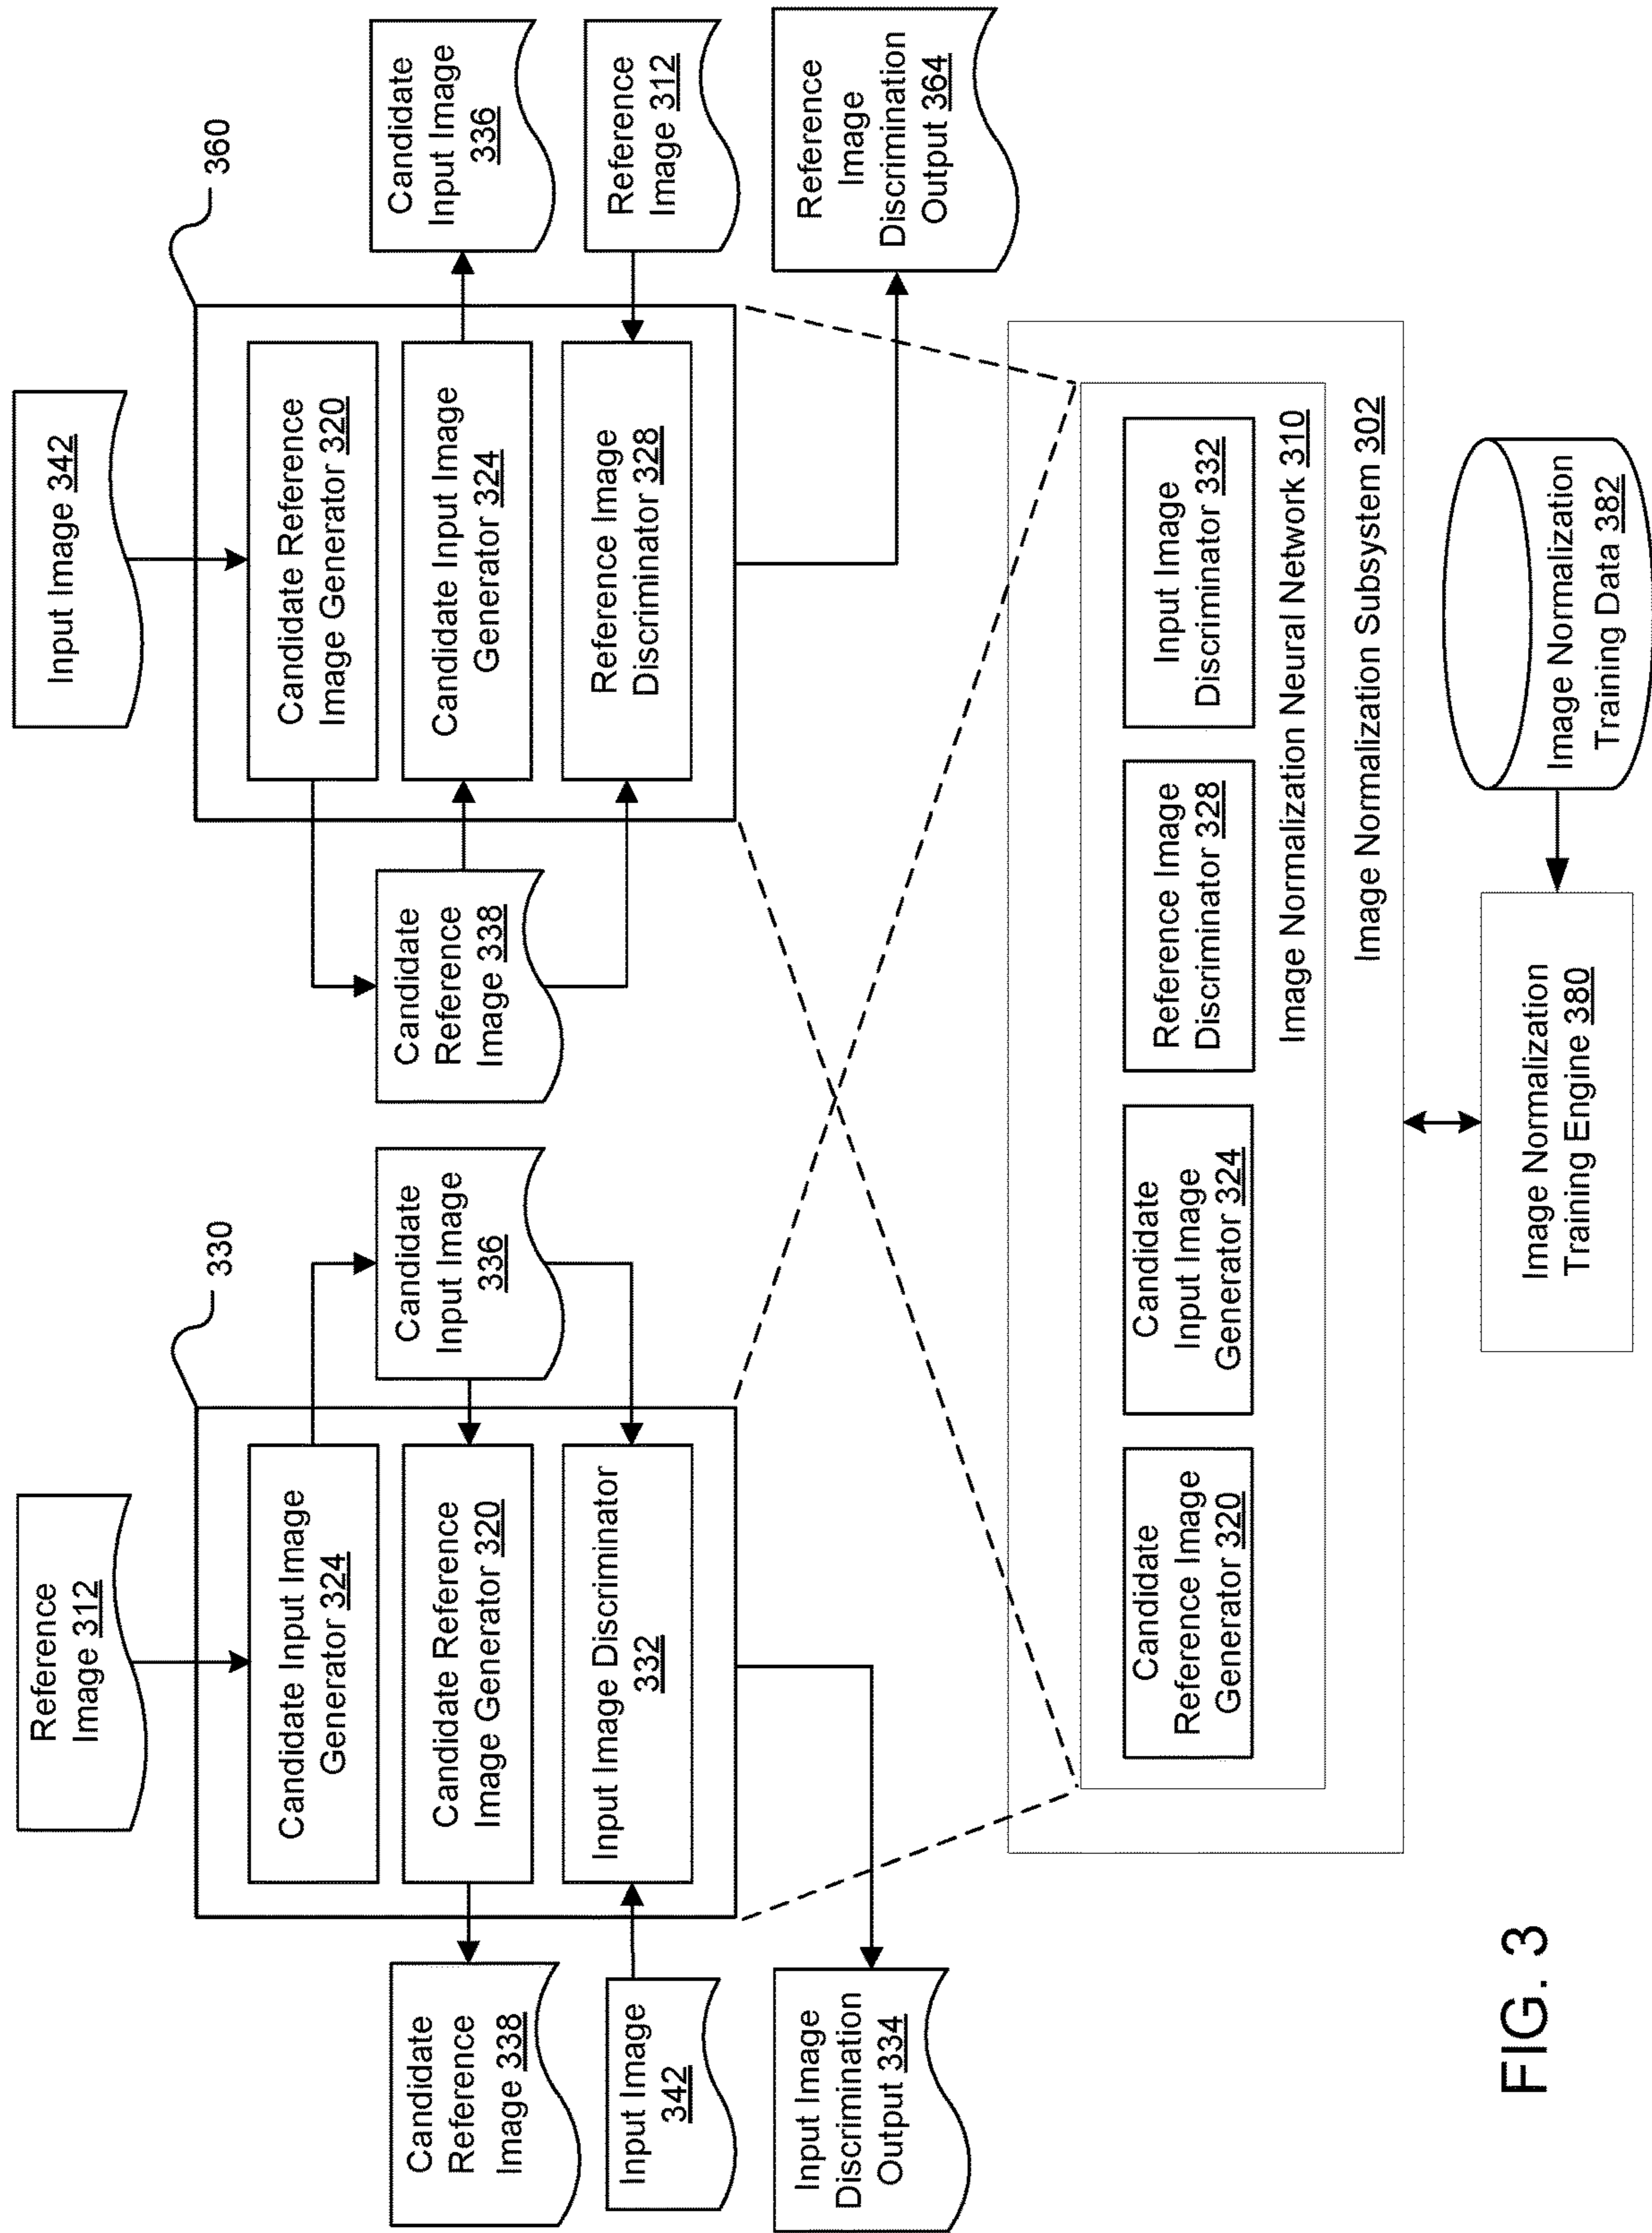 Reference
Image 312
330
Candidate Input Image
Generator 324
Candidate Reference
Image Generator 320
Input Image Discriminator
332
Candidate
Input Image
336
Candidate
Reference
Image 338
Input Image
342
Input Image
Discrimination
Output 334
Input Image 342
360
Candidate Reference
Image Generator 320
Candidate Input Image
Generator 324
Reference Image
Discriminator 328
Candidate
Reference
Image 338
Candidate
Input Image
336
Reference
Image 312
Reference
Image
Discrimination
Output 364
Candidate
Reference Image
Generator 320
Candidate
Input Image
Generator 324
Reference Image
Discriminator 328
Input Image
Discriminator 332
Image Normalization Neural Network 310
Image Normalization Subsystem 302
Image Normalization
Training Engine 380
Image Normalization
Training Data 382
FIG. 3